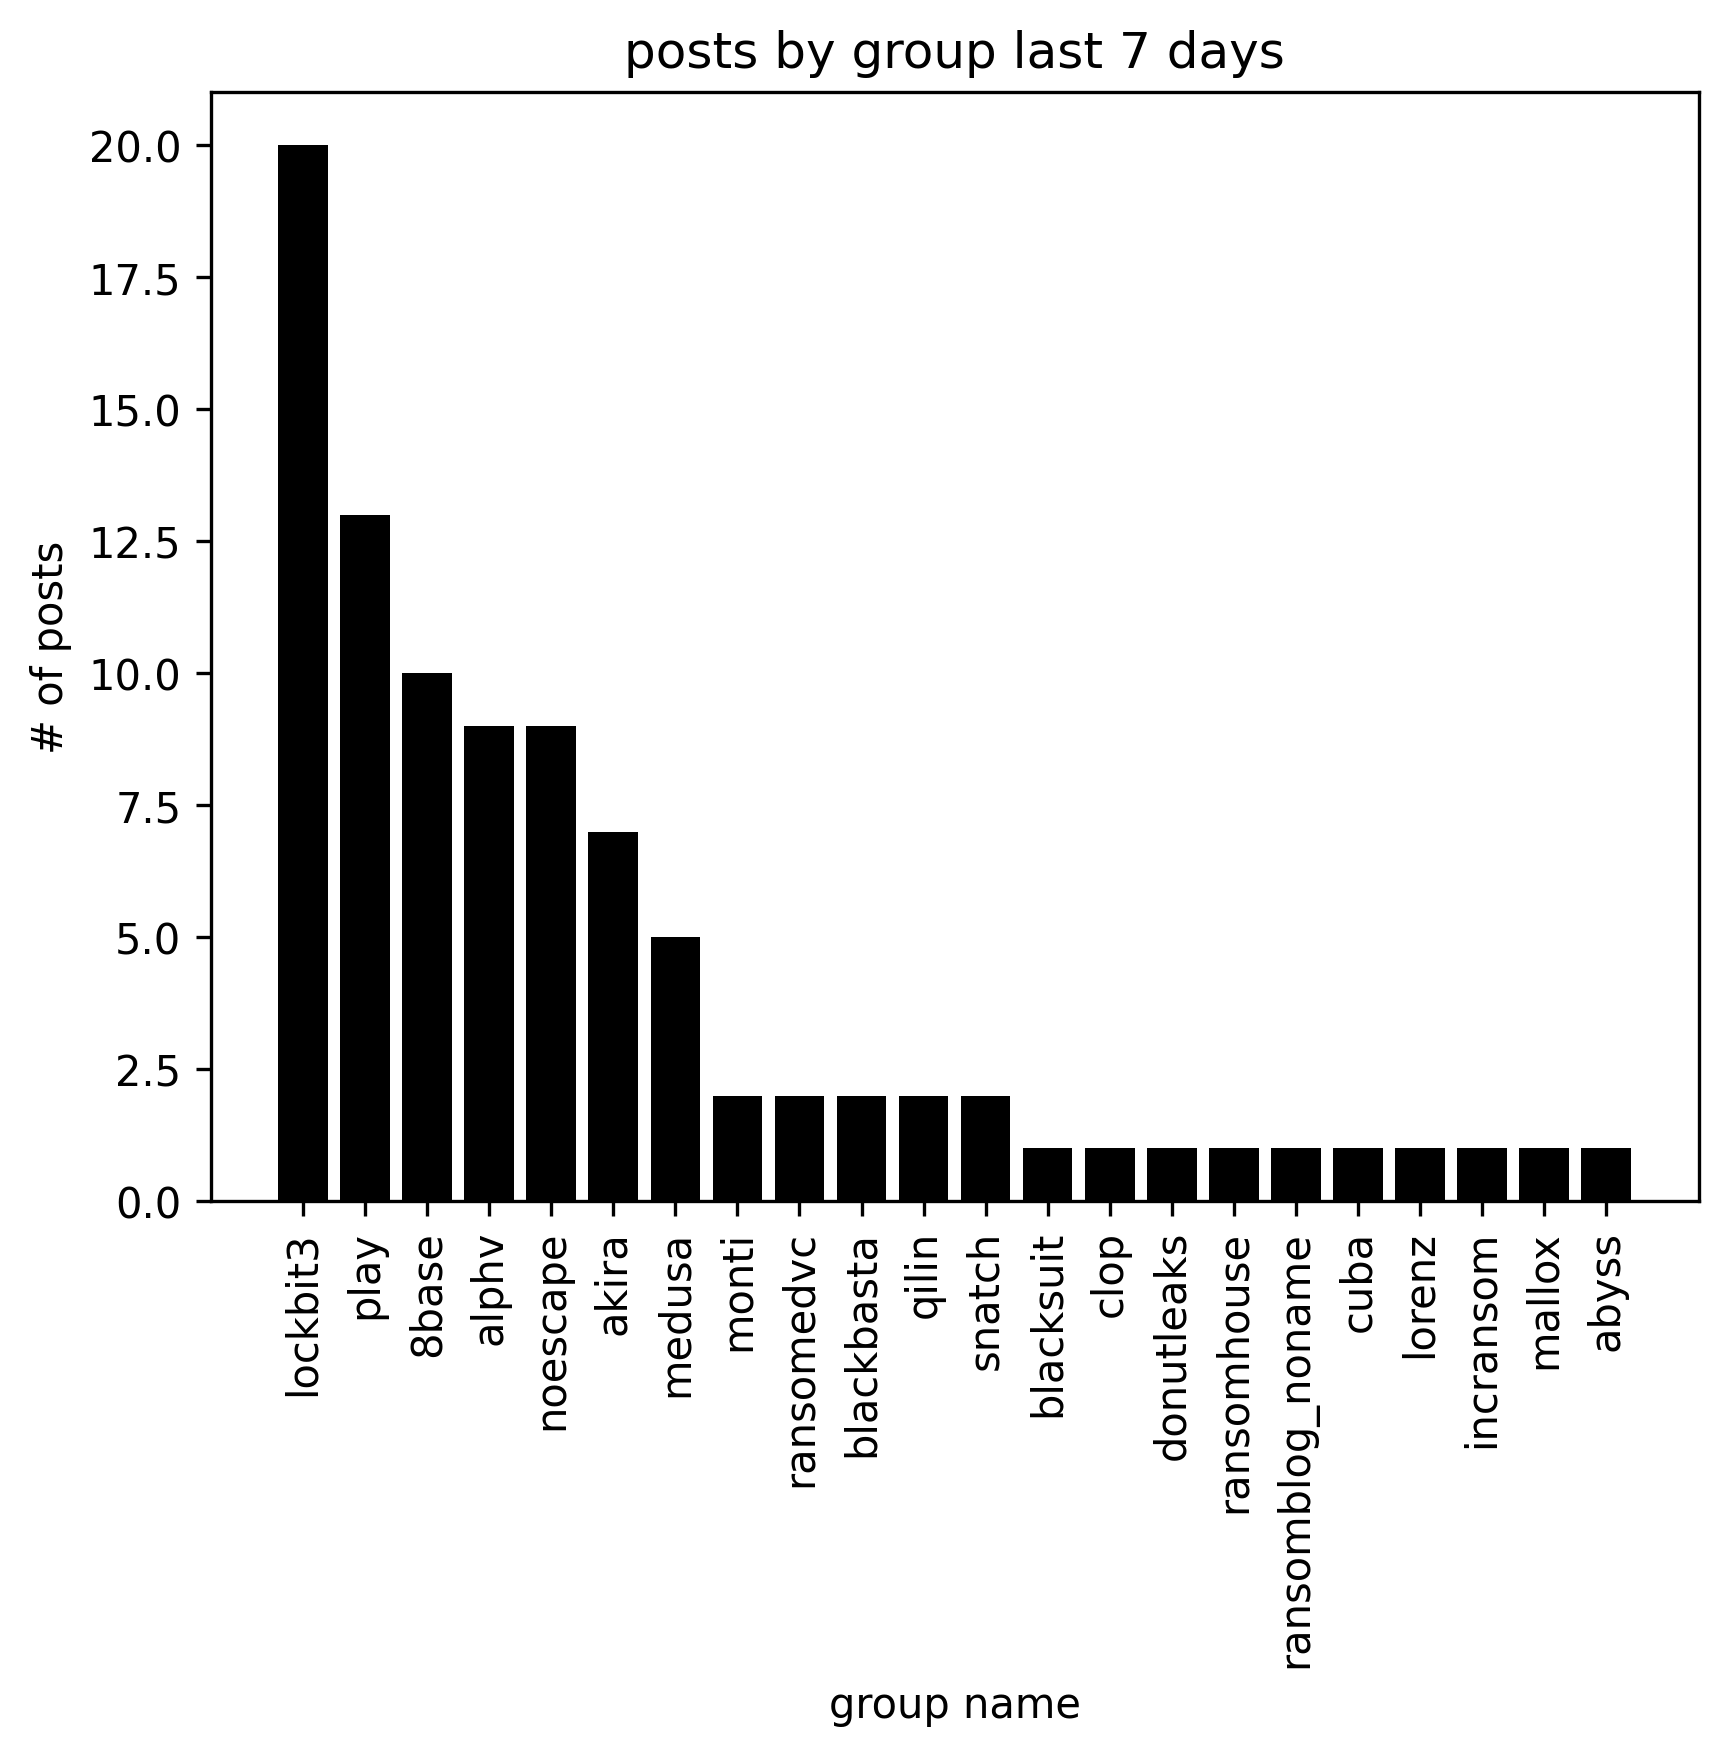 posts by group last 7 days
20.0
17.5
15.0
12.5
10.0
7.5
5.0
2.5
0.0
# of posts
lockbit3
play
8base
alphv
noescape
akira
medusa
monti
ransomedvc
blackbasta
qilin
snatch
blacksuit
clop
donutleaks
ransomhouse
ransomblog_noname
cuba
lorenz
incransom
mallox
abyss
group name